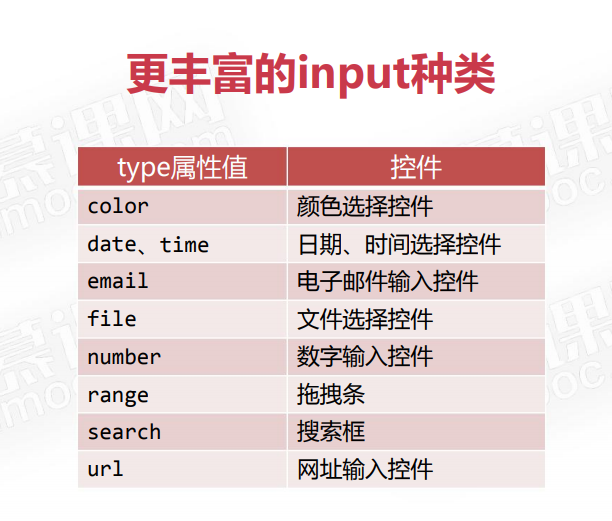 更丰富的input种类
type属性值 控件
color 颜色选择控件
date、time 日期、时间选择控件
email 电子邮件输入控件
file 文件选择控件
number 数字输入控件
range 拖拽条
search 搜索框
url 网址输入控件